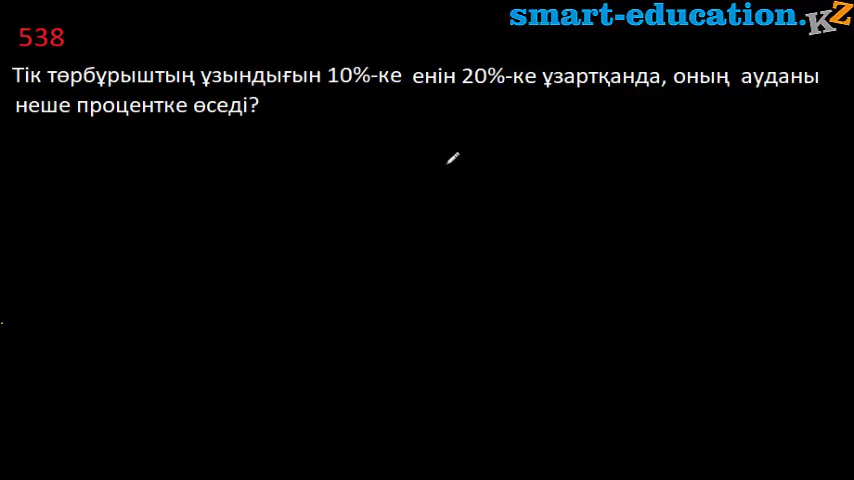 smart-education.KZ
538
Тік төрбұрыштың ұзындығын 10%-ке енін 20%-ке ұзартқанда, оның ауданы
неше процентке өседі?